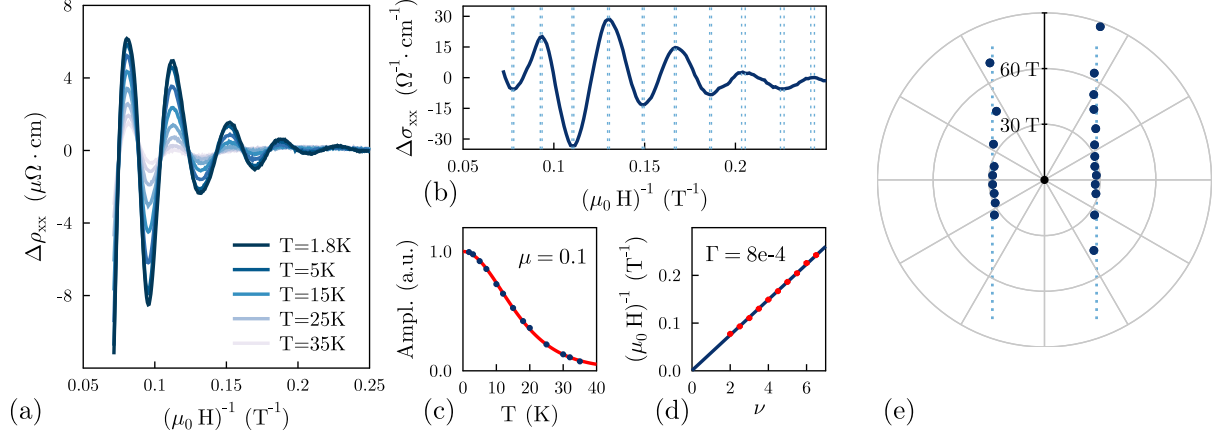 Δρxx (μΩ · cm)
8
4
0
-4
-8
T=1.8K
T=5K
T=15K
T=25K
T=35K
0.05 0.1 0.15 0.2 0.25
(a)
(μ0 H)-1 (T-1)
Δσxx (Ω-1 · cm-1)
30
15
0
-15
-30
0.05 0.1 0.15 0.2
(b)
(μ0 H)-1 (T-1)
Ampl. (a.u.)
1.0
0.5
0.0
μ = 0.1
0 10 20 30 40
(c)
T (K)
(μ0 H)-1 (T-1)
0.2
0.1
0.0
Γ = 8e-4
0 2 4 6
(d)
ν
60 T
30 T
(e)